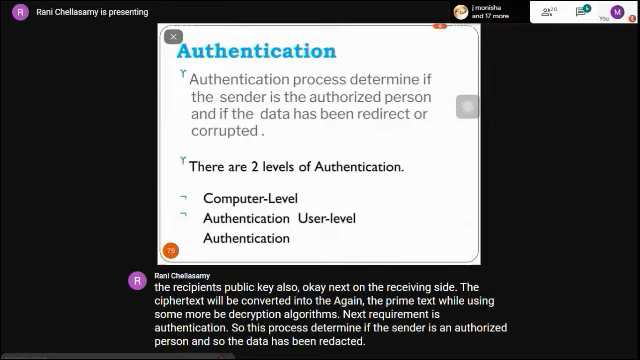 R Rani Chellasamy is presenting
j monisha
and 17 more
20
6
M
You
Authentication
Authentication process determine if
the sender is the authorized person
and if the data has been redirect or
corrupted .
There are 2 levels of Authentication.
Computer-Level
Authentication User-level
Authentication
79
R Rani Chellasamy
the recipients public key also, okay next on the receiving side. The
ciphertext will be converted into the Again, the prime text while using
some more be decryption algorithms. Next requirement is
authentication. So this process determine if the sender is an authorized
person and so the data has been redacted.